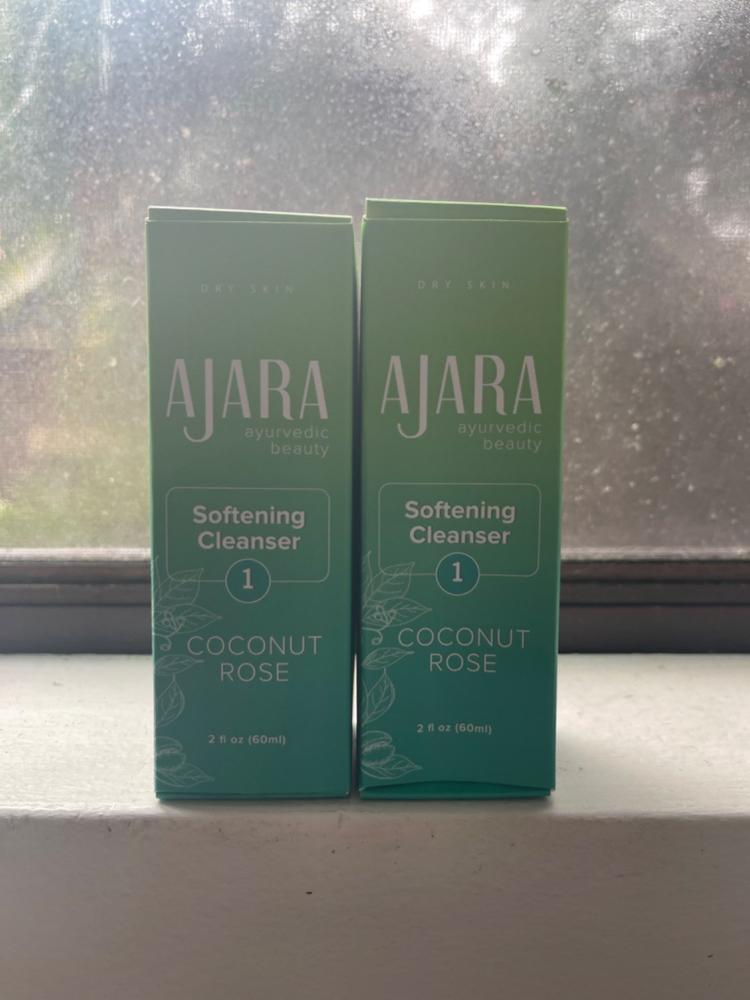 DRY SKIN
AJARA
ayurvedic
beauty
Softening
Cleanser
1
COCONUT
ROSE
2 fl oz (60ml)
DRY SKIN
AJARA
ayurvedic
beauty
Softening
Cleanser
1
COCONUT
ROSE
2 fl oz (60ml)